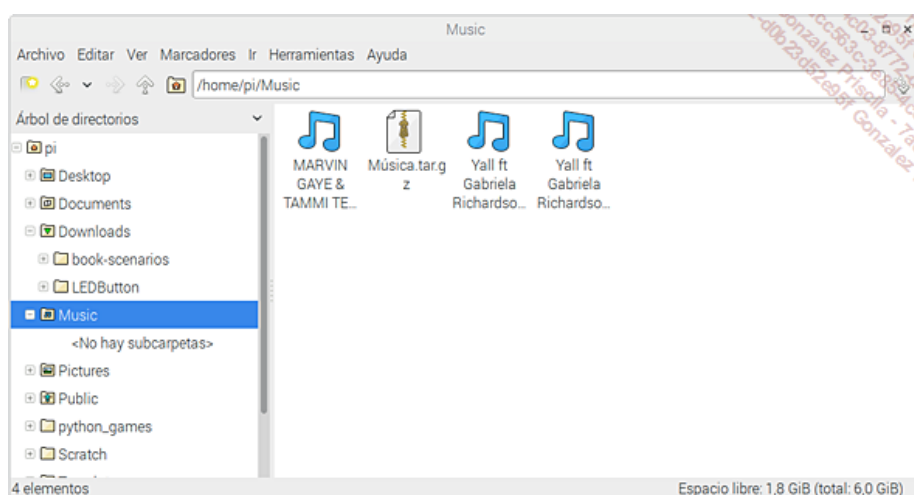 Music
Archivo Editar Ver Marcadores Ir Herramientas Ayuda
/home/pi/Music
Árbol de directorios
pi
Desktop
Documents
Downloads
book-scenarios
LEDButton
Music
<No hay subcarpetas>
Pictures
Public
python_games
Scratch
MARVIN
GAYE &
TAMMI TE...
Música.tar.g
z
Yall ft
Gabriela
Richardso...
Yall ft
Gabriela
Richardso...
4 elementos
Espacio libre: 1,8 GiB (total: 6,0 GiB)
Gonzalez Priscilla